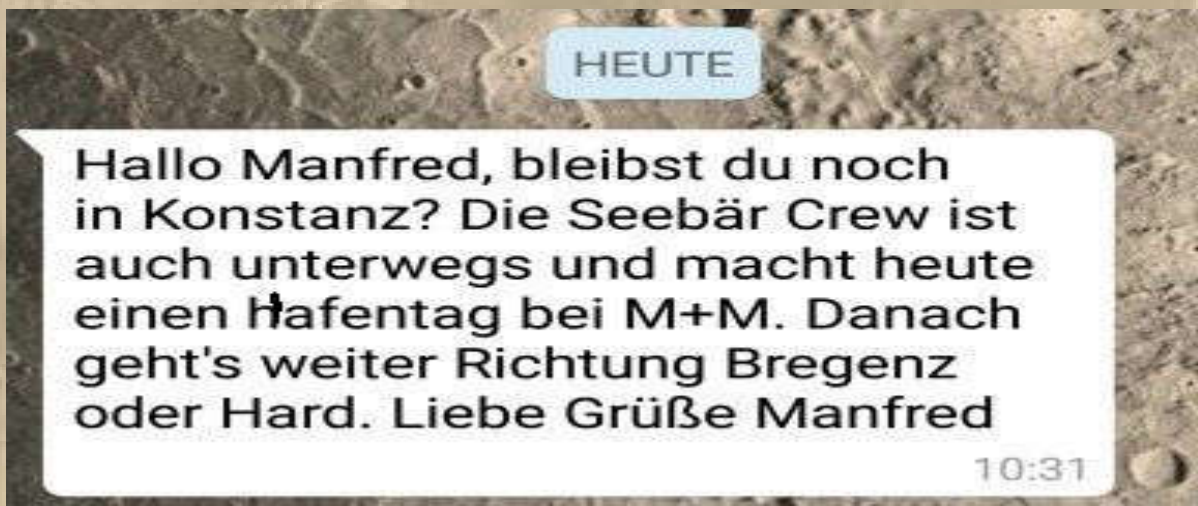 HEUTE
Hallo Manfred, bleibst du noch
in Konstanz? Die Seebär Crew ist
auch unterwegs und macht heute
einen hafentag bei M+M. Danach
geht's weiter Richtung Bregenz
oder Hard. Liebe Grüße Manfred
10:31